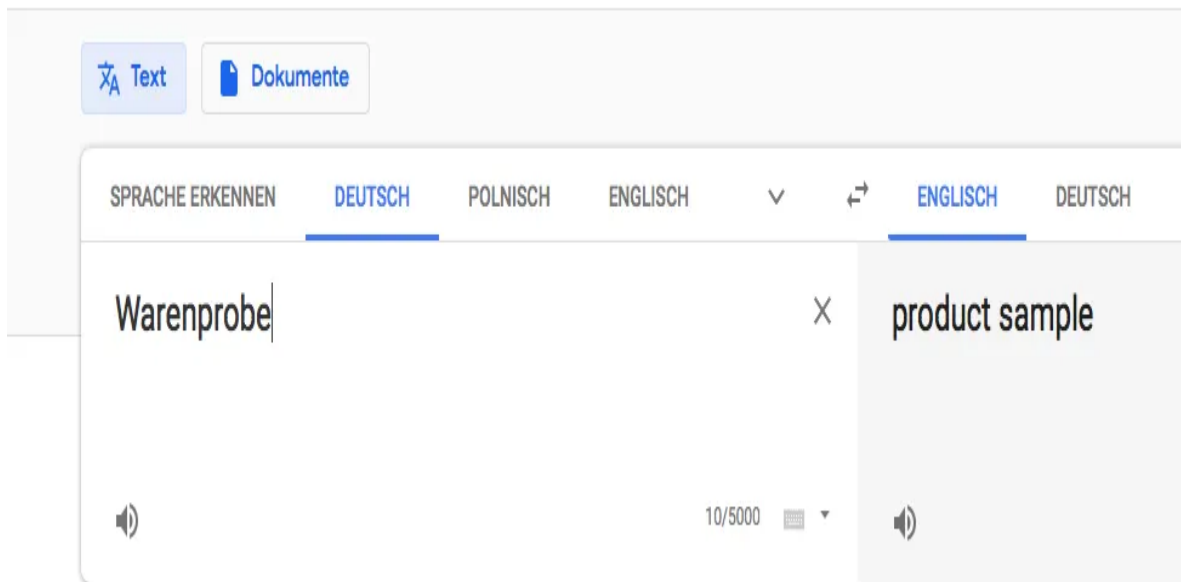 Text Dokumente
SPRACHE ERKENNEN DEUTSCH POLNISCH ENGLISCH ENGLISCH DEUTSCH
Warenprobe product sample
10/5000